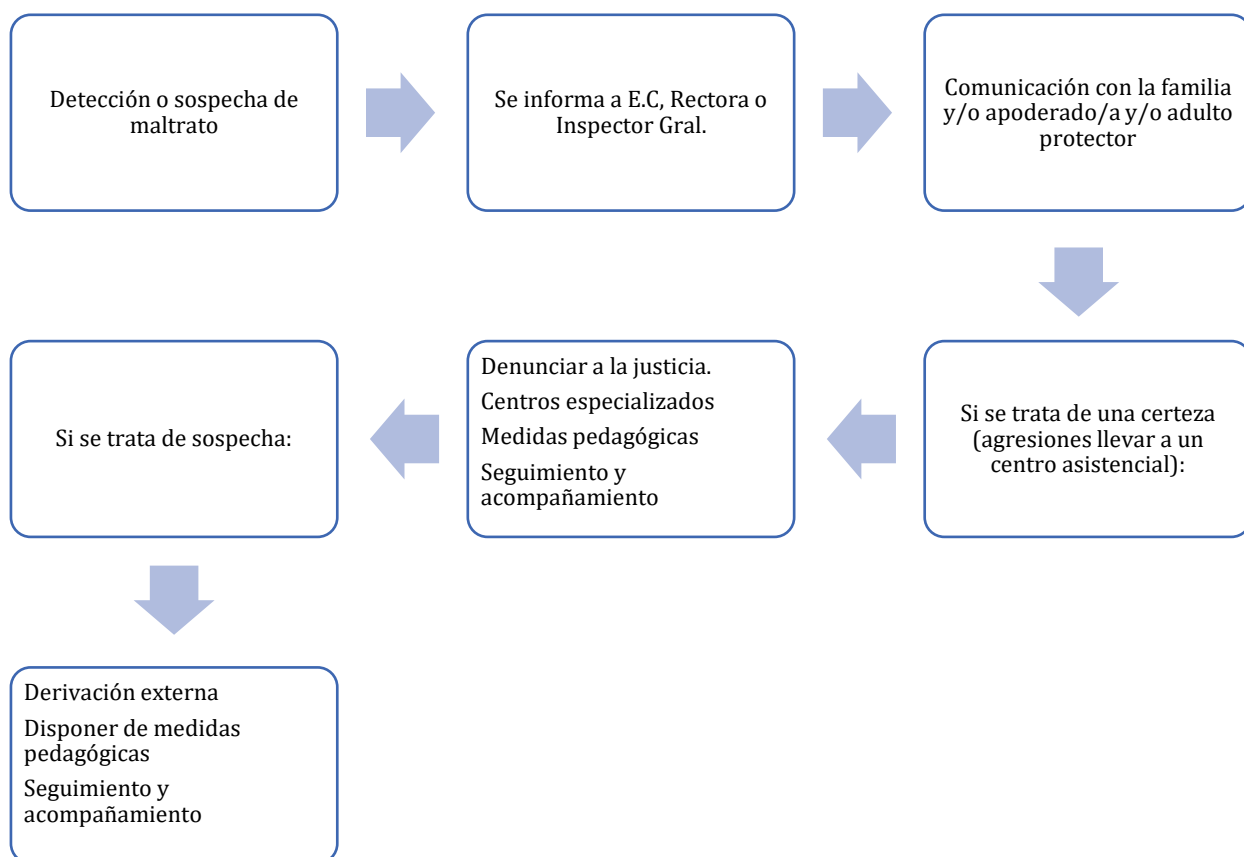 Detección o sospecha de
maltrato
Se informa a E.C, Rectora o
Inspector Gral.
Comunicación con la familia
y/o apoderado/a y/o adulto
protector
Si se trata de una certeza
(agresiones llevar a un
centro asistencial):
Denunciar a la justicia.
Centros especializados
Medidas pedagógicas
Seguimiento y
acompañamiento
Si se trata de sospecha:
Derivación externa
Disponer de medidas
pedagógicas
Seguimiento y
acompañamiento